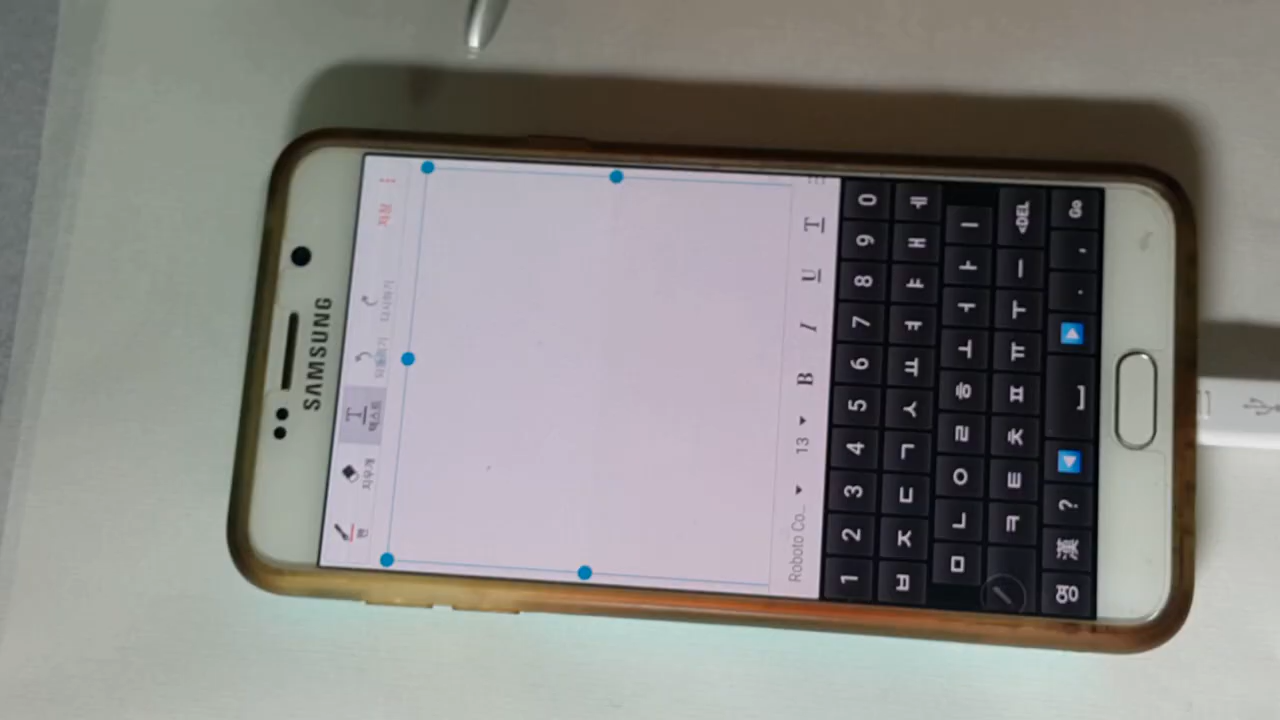 SAMSUNG
저장
펜 지우개 텍스트 되돌리기 다시하기
Roboto Co... 13 B I U T
1 2 3 4 5 6 7 8 9 0
ㅂ ㅈ ㄷ ㄱ ㅅ ㅛ ㅕ ㅑ ㅐ ㅔ
ㅁ ㄴ ㅇ ㄹ ㅎ ㅗ ㅓ ㅏ ㅣ
ㅋ ㅌ ㅊ ㅍ ㅠ ㅜ ㅡ <DEL
영 漢 ? . , Go